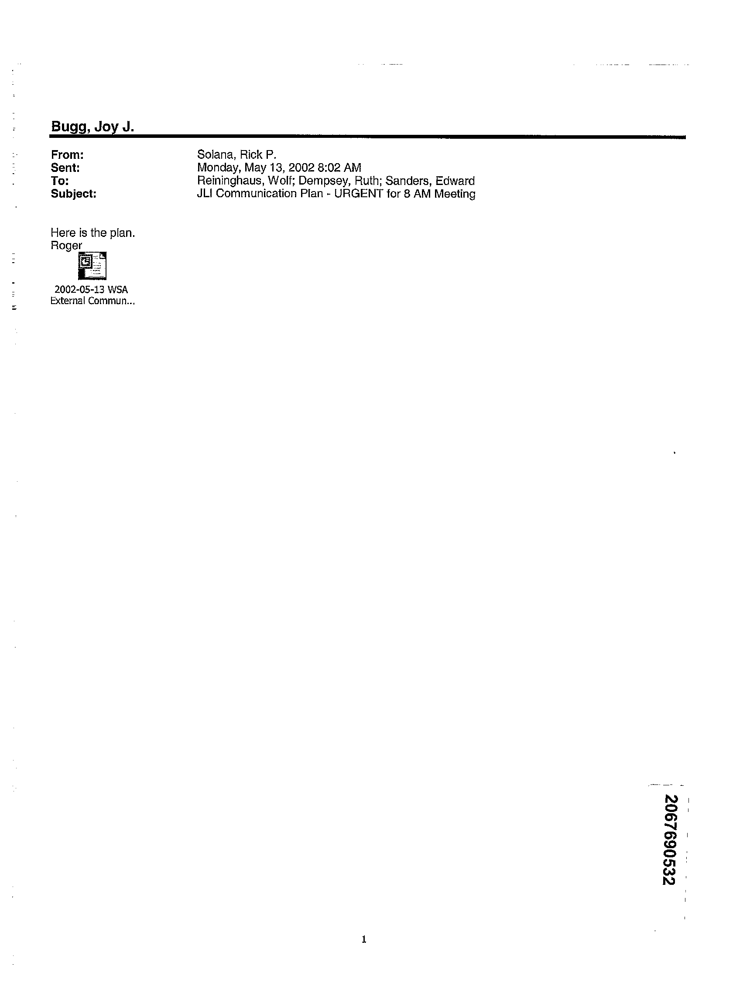 Bugg, Joy J.
From: Solana, Rick P.
Sent: Monday, May 13, 2002 8:02 AM
To: Reininghaus, Wolf; Dempsey, Ruth; Sanders, Edward
Subject: JLI Communication Plan - URGENT for 8 AM Meeting
Here is the plan.
Roger
2002-05-13 WSA
External Commun...
2067690532
1